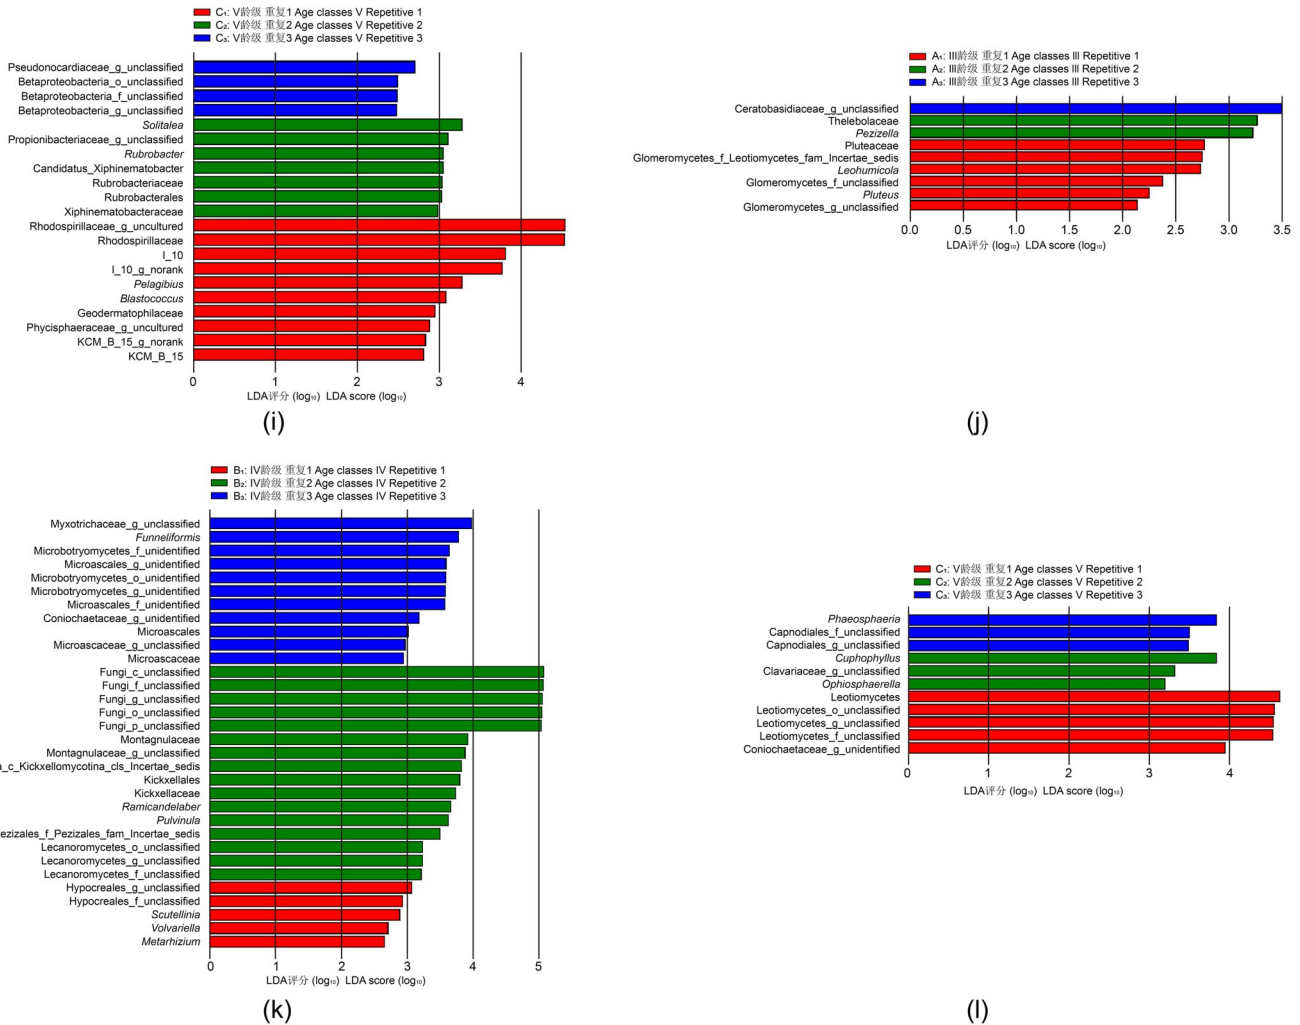 C₁: V龄级 重复1 Age classes V Repetitive 1
C₂: V龄级 重复2 Age classes V Repetitive 2
C₃: V龄级 重复3 Age classes V Repetitive 3
Pseudonocardiaceae_g_unclassified
Betaproteobacteria_o_unclassified
Betaproteobacteria_f_unclassified
Betaproteobacteria_g_unclassified
Solitalea
Propionibacteriaceae_g_unclassified
Rubrobacter
Candidatus_Xiphinematobacter
Rubrobacteriaceae
Rubrobacterales
Xiphinematobacteraceae
Rhodospirillaceae_g_uncultured
Rhodospirillaceae
I_10
I_10_g_norank
Pelagibius
Blastococcus
Geodermatophilaceae
Phycisphaeraceae_g_uncultured
KCM_B_15_g_norank
KCM_B_15
0 1 2 3 4
LDA评分 (log₁₀) LDA score (log₁₀)
(i)
A₁: III龄级 重复1 Age classes III Repetitive 1
A₂: III龄级 重复2 Age classes III Repetitive 2
A₃: III龄级 重复3 Age classes III Repetitive 3
Ceratobasidiaceae_g_unclassified
Thelebolaceae
Pezizella
Pluteaceae
Glomeromycetes_f_Leotiomycetes_fam_Incertae_sedis
Leohumicola
Glomeromycetes_f_unclassified
Pluteus
Glomeromycetes_g_unclassified
0.0 0.5 1.0 1.5 2.0 2.5 3.0 3.5
LDA评分 (log₁₀) LDA score (log₁₀)
(j)
B₁: IV龄级 重复1 Age classes IV Repetitive 1
B₂: IV龄级 重复2 Age classes IV Repetitive 2
B₃: IV龄级 重复3 Age classes IV Repetitive 3
Myxotrichaceae_g_unclassified
Funneliformis
Microbotryomycetes_f_unidentified
Microascales_g_unidentified
Microbotryomycetes_o_unidentified
Microbotryomycetes_g_unidentified
Microascales_f_unidentified
Coniochaetaceae_g_unidentified
Microascales
Microascaceae_g_unclassified
Microascaceae
Fungi_c_unclassified
Fungi_f_unclassified
Fungi_g_unclassified
Fungi_o_unclassified
Fungi_p_unclassified
Montagnulaceae
Montagnulaceae_g_unclassified
a_c_Kickxellomycotina_cls_Incertae_sedis
Kickxellales
Kickxellaceae
Ramicandelaber
Pulvinula
ezizales_f_Pezizales_fam_Incertae_sedis
Lecanoromycetes_o_unclassified
Lecanoromycetes_g_unclassified
Lecanoromycetes_f_unclassified
Hypocreales_g_unclassified
Hypocreales_f_unclassified
Scutellinia
Volvariella
Metarhizium
0 1 2 3 4 5
LDA评分 (log₁₀) LDA score (log₁₀)
(k)
C₁: V龄级 重复1 Age classes V Repetitive 1
C₂: V龄级 重复2 Age classes V Repetitive 2
C₃: V龄级 重复3 Age classes V Repetitive 3
Phaeosphaeria
Capnodiales_f_unclassified
Capnodiales_g_unclassified
Cuphophyllus
Clavariaceae_g_unclassified
Ophiosphaerella
Leotiomycetes
Leotiomycetes_o_unclassified
Leotiomycetes_g_unclassified
Leotiomycetes_f_unclassified
Coniochaetaceae_g_unidentified
0 1 2 3 4
LDA评分 (log₁₀) LDA score (log₁₀)
(l)